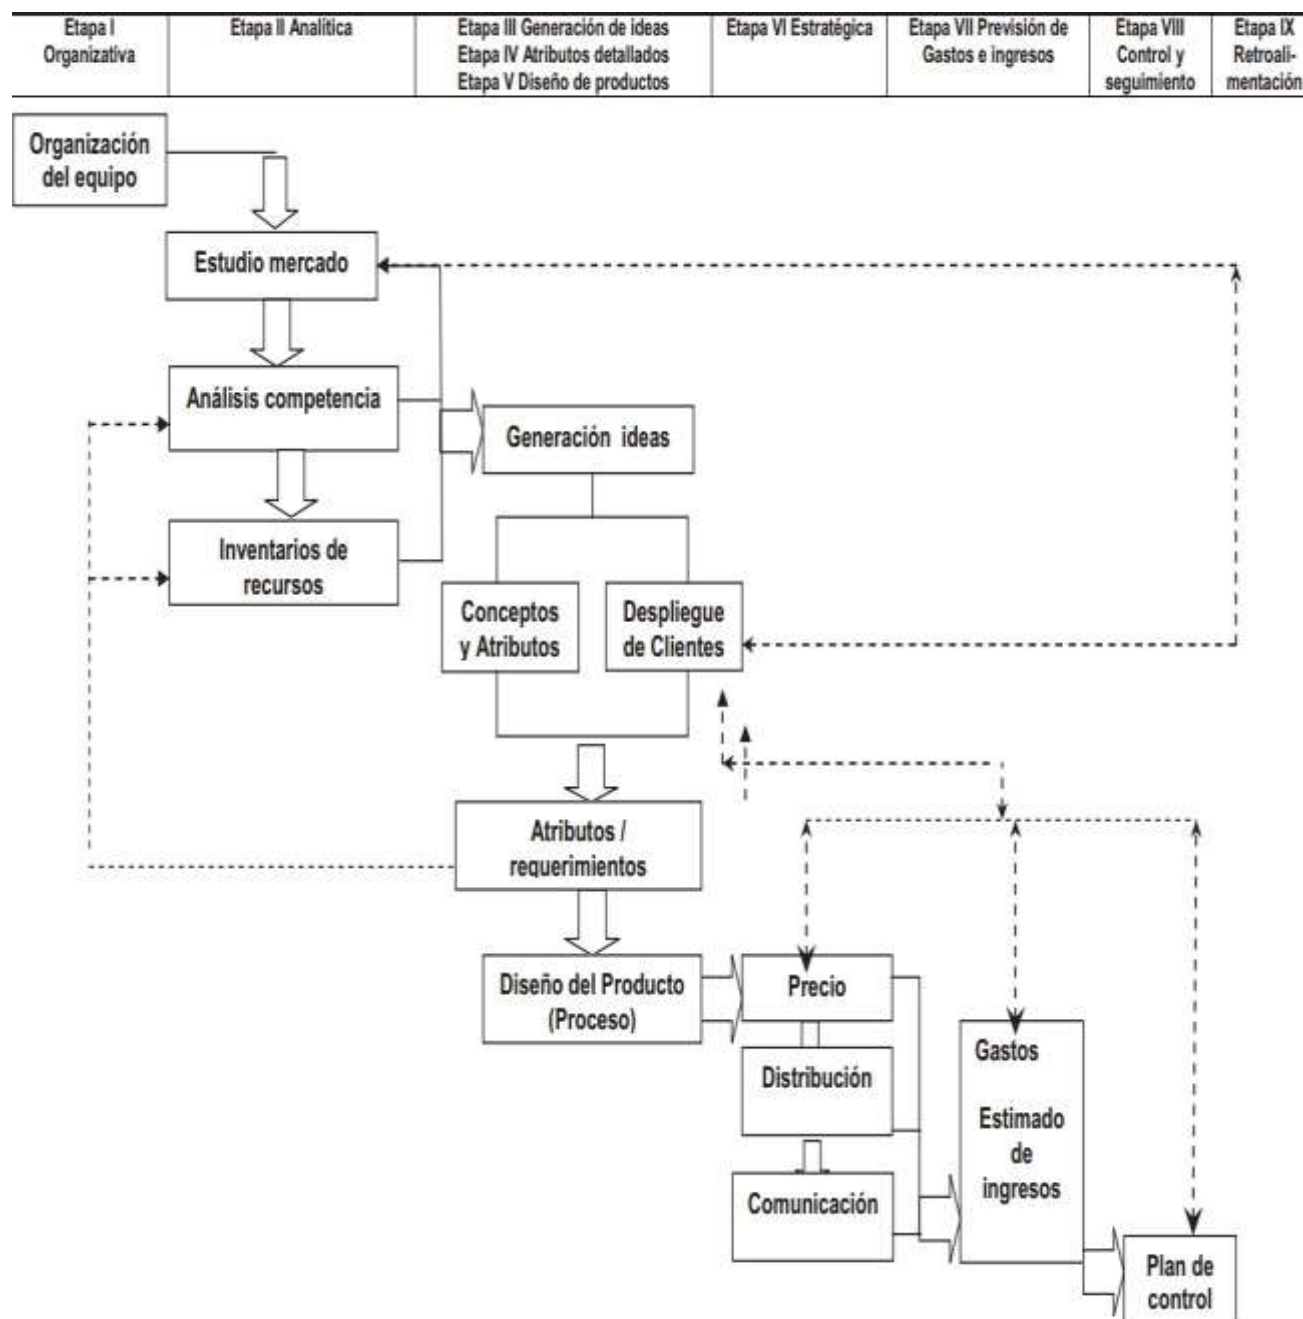 Etapa I
Organizativa
Etapa II Analítica
Etapa III Generación de ideas
Etapa IV Atributos detallados
Etapa V Diseño de productos
Etapa VI Estratégica
Etapa VII Previsión de
Gastos e ingresos
Etapa VIII
Control y
seguimiento
Etapa IX
Retroali-
mentación
Organización
del equipo
Estudio mercado
Análisis competencia
Generación ideas
Inventarios de
recursos
Conceptos
y Atributos
Despliegue
de Clientes
Atributos /
requerimientos
Diseño del Producto
(Proceso)
Precio
Distribución
Comunicación
Gastos
Estimado
de
ingresos
Plan de
control